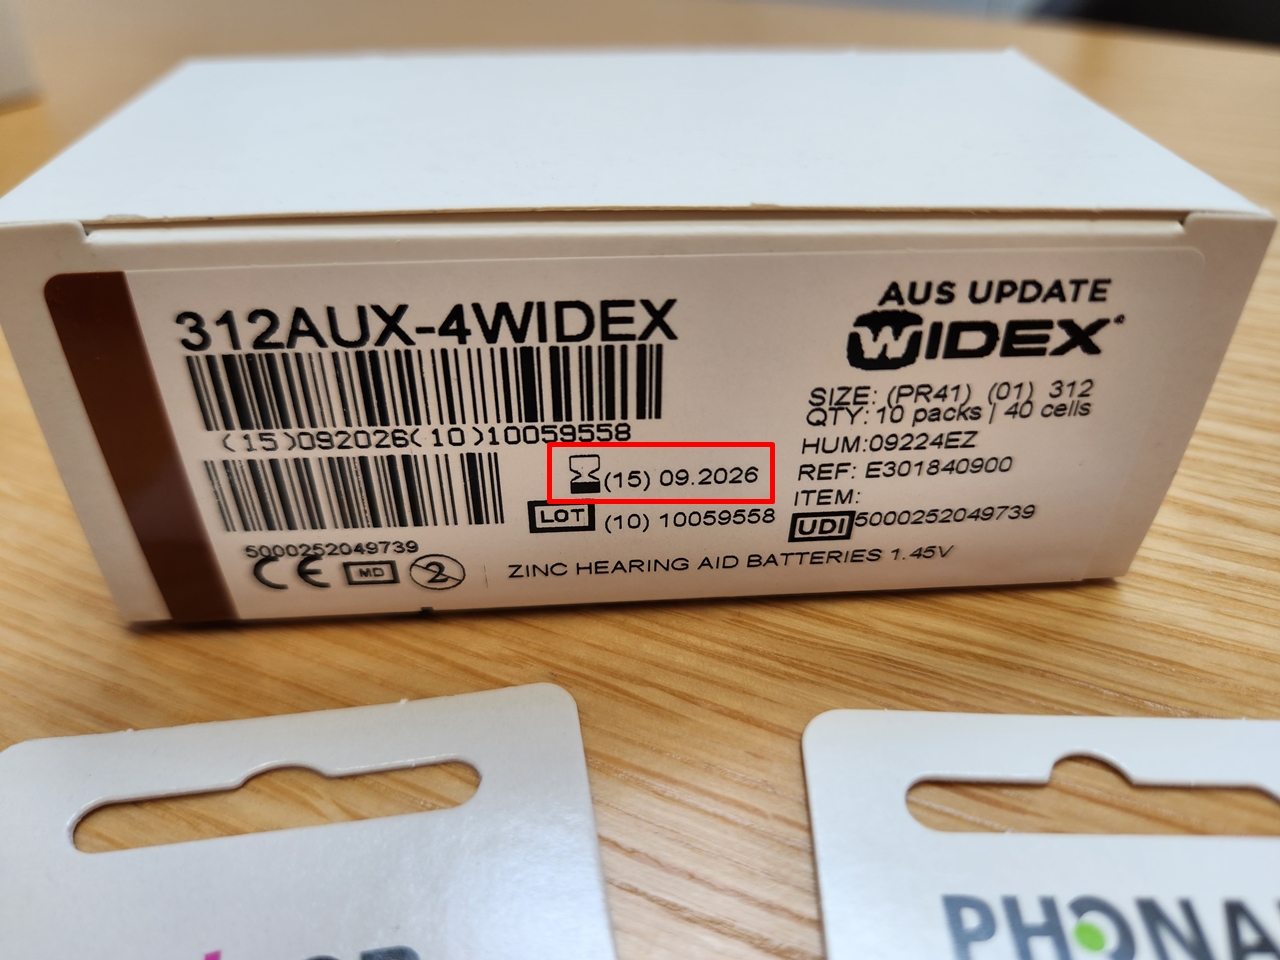 312AUX-4WIDEX
(15)092026(10)10059558
5000252049739
(15) 09.2026
LOT (10) 10059558
CE MD 2
ZINC HEARING AID BATTERIES 1.45V
AUS UPDATE
WIDEX
SIZE: (PR41) (01) 312
QTY: 10 packs | 40 cells
HUM:09224EZ
REF: E301840900
ITEM:
UDI 5000252049739
PHONA